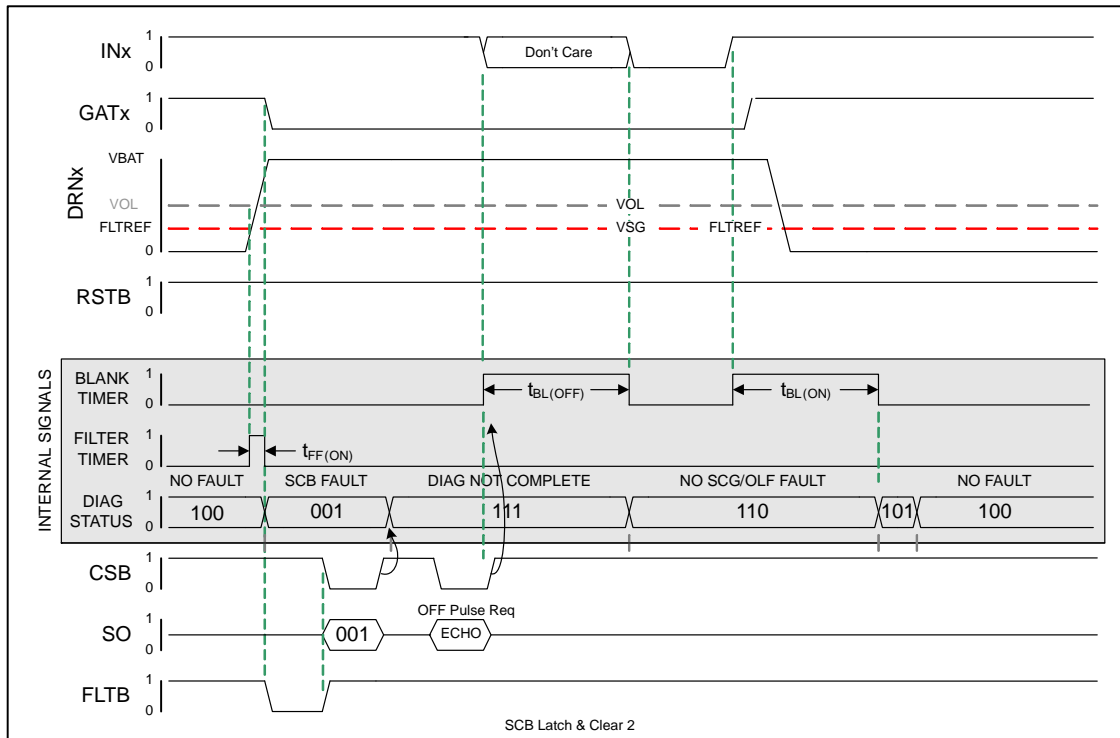 INx
1
0
Don't Care
GATx
1
0
DRNx
VBAT
VOL
VOL
FLTREF
VSG
FLTREF
0
RSTB
1
0
INTERNAL SIGNALS
BLANK TIMER
1
0
tBL(OFF)
tBL(ON)
FILTER TIMER
1
0
tFF(ON)
NO FAULT
SCB FAULT
DIAG NOT COMPLETE
NO SCG/OLF FAULT
NO FAULT
DIAG STATUS
1
0
100
001
111
110
101
100
CSB
1
0
OFF Pulse Req
SO
1
0
001
ECHO
FLTB
1
0
SCB Latch & Clear 2